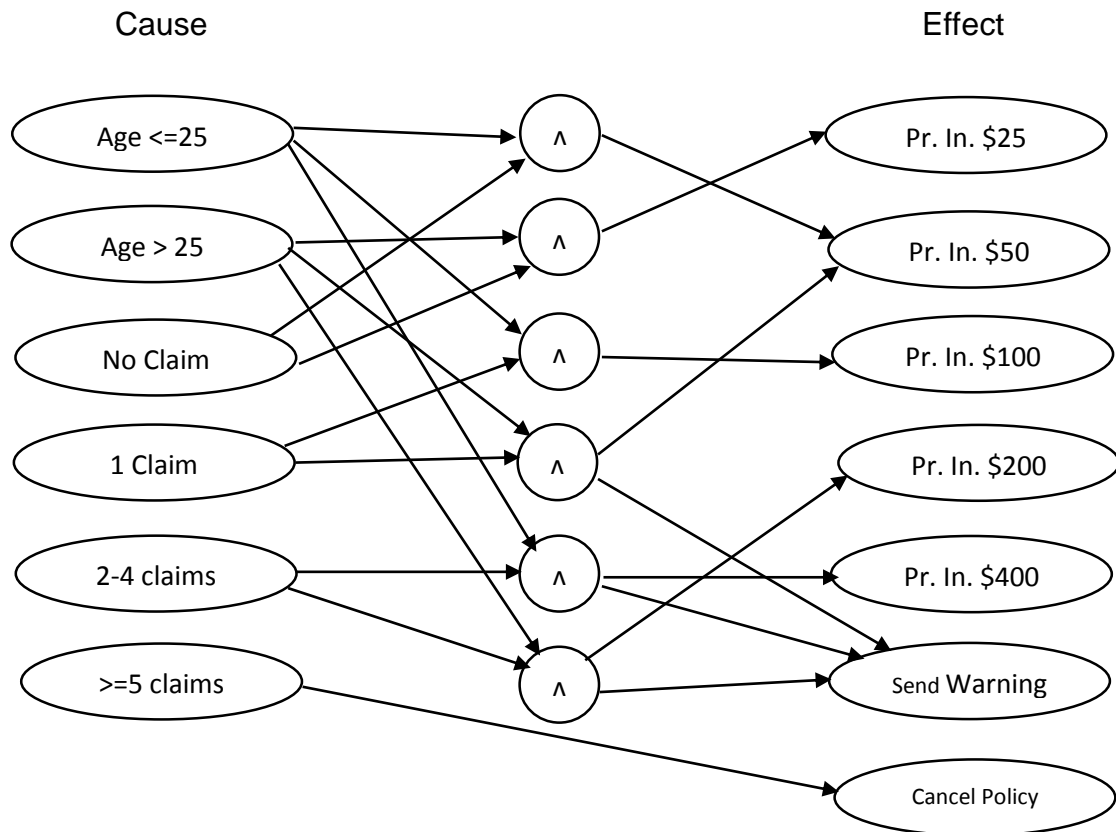 Cause
Effect
Age <=25
∧
Pr. In. $25
Age > 25
∧
Pr. In. $50
No Claim
∧
Pr. In. $100
1 Claim
∧
Pr. In. $200
2-4 claims
∧
Pr. In. $400
>=5 claims
∧
Send Warning
Cancel Policy